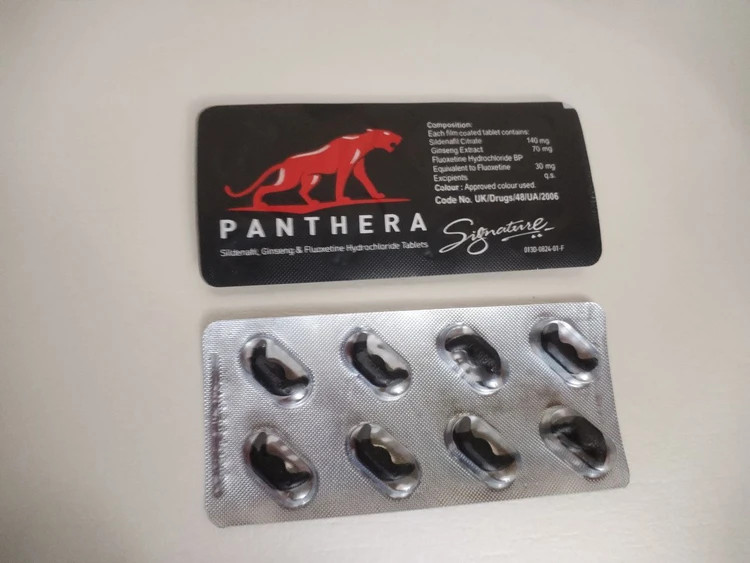 PANTHERA
Sildenafil, Ginseng & Fluoxetine Hydrochloride Tablets
Composition:
Each film coated tablet contains:
Sildenafil Citrate 140 mg
Ginseng Extract 70 mg
Fluoxetine Hydrochloride BP
Equivalent to Fluoxetine 30 mg
Excipients q.s.
Colour : Approved colour used.
Code No. UK/Drugs/48/UA/2006
Signature